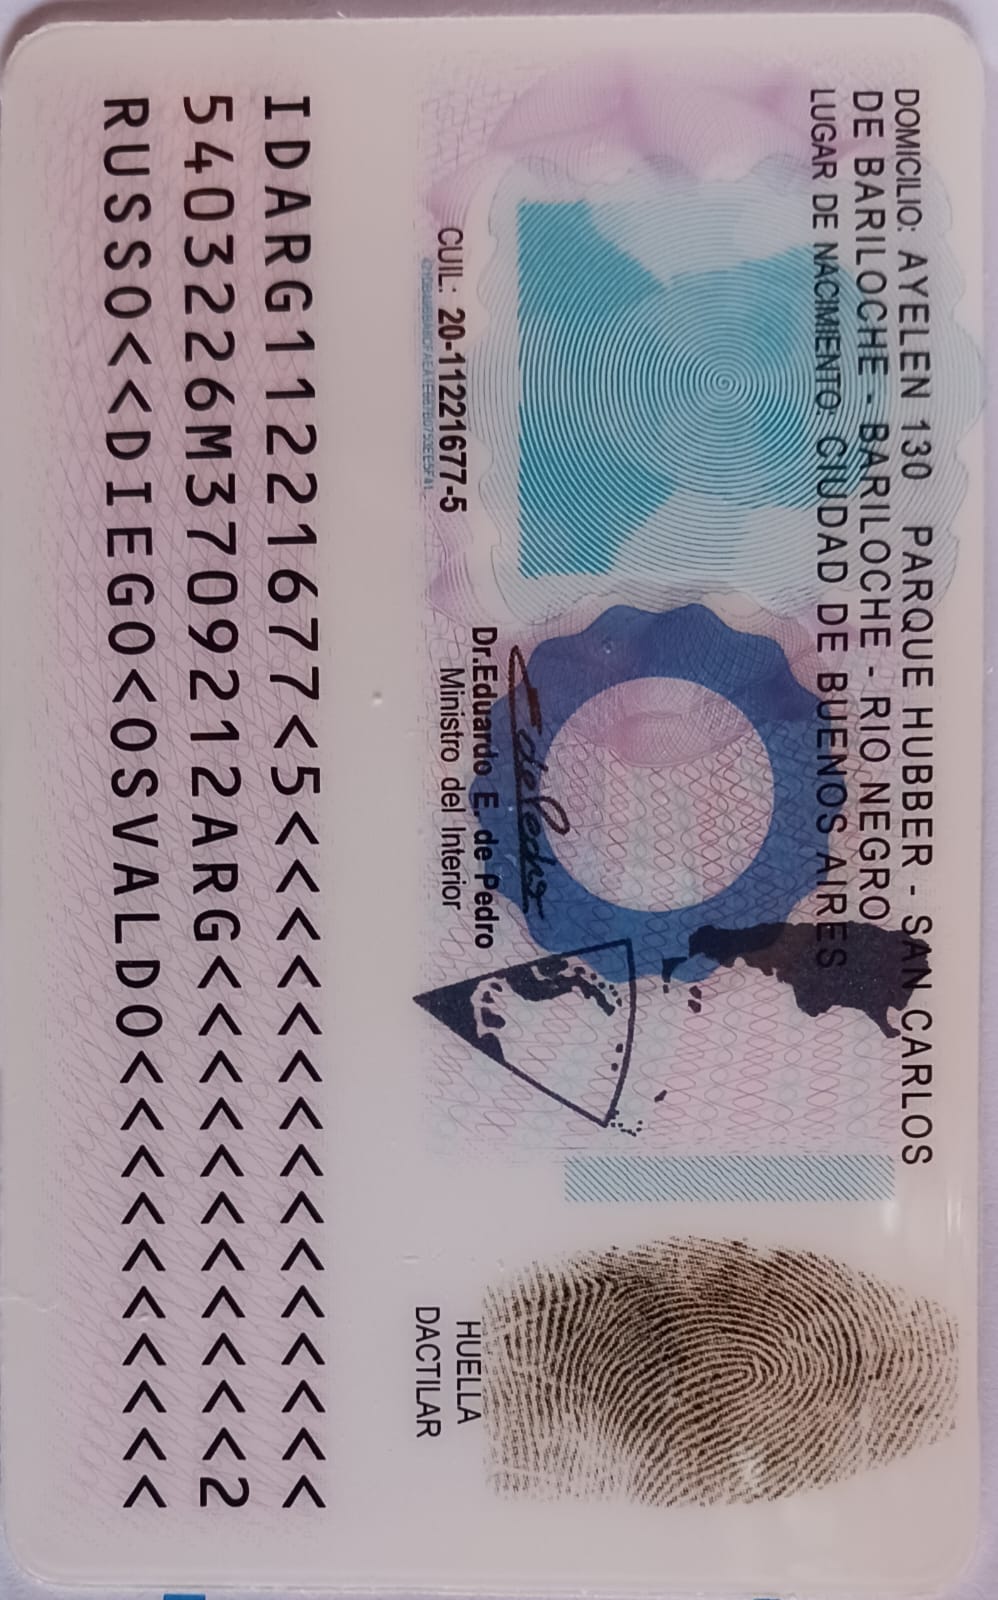 DOMICILIO: AYELEN 130 PARQUE HUBBER - SAN CARLOS
DE BARILOCHE - BARILOCHE - RIO NEGRO
LUGAR DE NACIMIENTO: CIUDAD DE BUENOS AIRES
CUIL: 20-11221677-5
Dr.Eduardo E. de Pedro
Ministro del Interior
HUELLA
DACTILAR
IDARG11221677<5<<<<<<<<<<<<<<<
5403226M3709212ARG<<<<<<<<<<<2
RUSSO<<DIEGO<OSVALDO<<<<<<<<<<